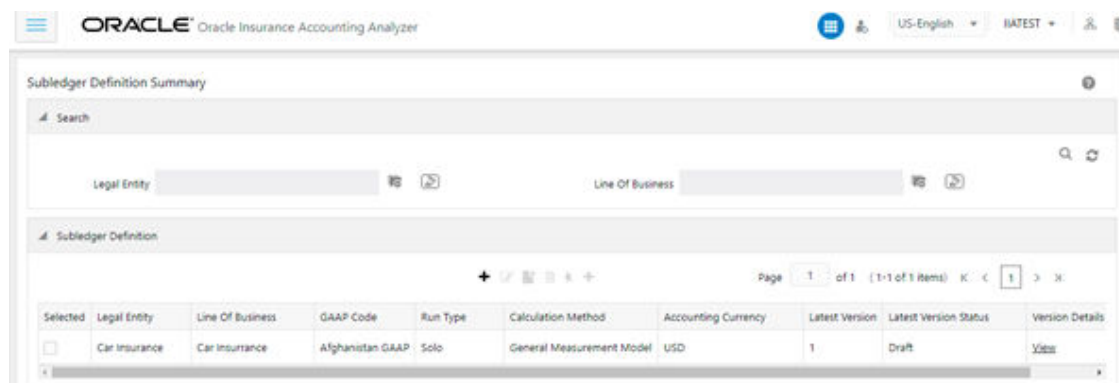 ORACLE Oracle Insurance Accounting Analyzer US-English IIATEST
Subledger Definition Summary
Search
Legal Entity Line Of Business
Subledger Definition
Page 1 of 1 (1-1 of 1 items) 1
Selected Legal Entity Line Of Business GAAP Code Run Type Calculation Method Accounting Currency Latest Version Latest Version Status Version Details
Car Insurance Car Insurrance Afghanistan GAAP Solo General Measurement Model USD 1 Draft View